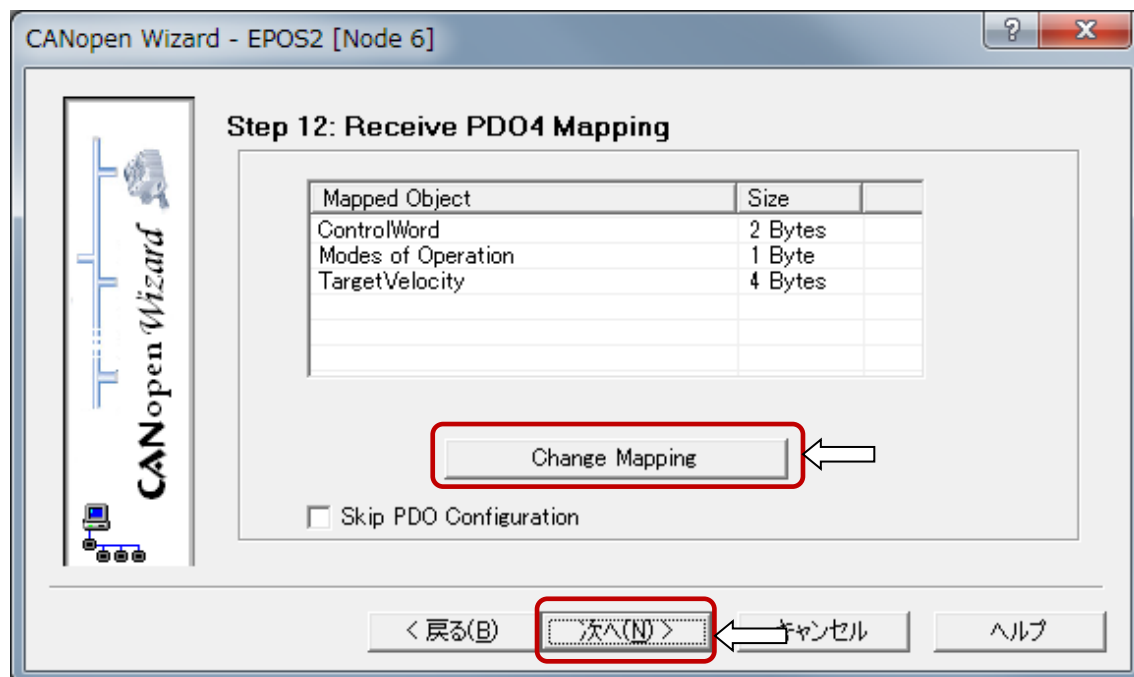 CANopen Wizard - EPOS2 [Node 6]
CANopen Wizard
Step 12: Receive PDO4 Mapping
Mapped Object Size
ControlWord 2 Bytes
Modes of Operation 1 Byte
TargetVelocity 4 Bytes
Change Mapping
Skip PDO Configuration
< 戻る(B) 次へ(N) > キャンセル ヘルプ